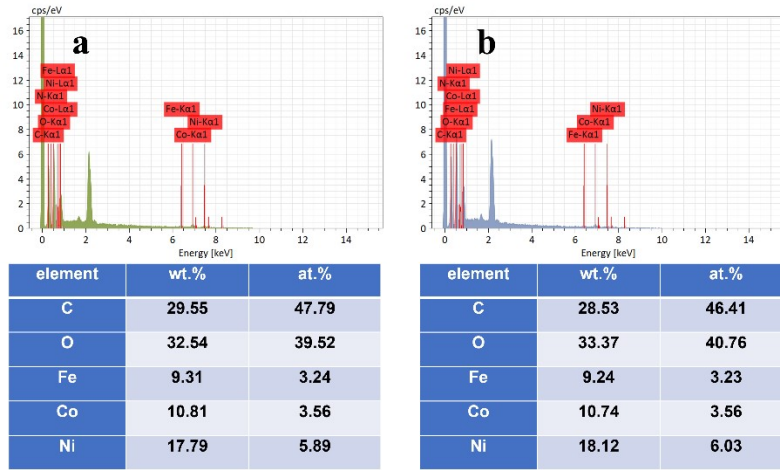 cps/eV
a
16
14
12
10
8
6
4
2
0
Fe-Lα1
Ni-Lα1
N-Kα1
Co-Lα1
O-Kα1
C-Kα1
Fe-Kα1
Ni-Kα1
Co-Kα1
0 2 4 6 8 10 12 14
Energy [keV]
element wt.% at.%
C 29.55 47.79
O 32.54 39.52
Fe 9.31 3.24
Co 10.81 3.56
Ni 17.79 5.89
cps/eV
b
16
14
12
10
8
6
4
2
0
Ni-Lα1
N-Kα1
Co-Lα1
Fe-Lα1
O-Kα1
C-Kα1
Ni-Kα1
Co-Kα1
Fe-Kα1
0 2 4 6 8 10 12 14
Energy [keV]
element wt.% at.%
C 28.53 46.41
O 33.37 40.76
Fe 9.24 3.23
Co 10.74 3.56
Ni 18.12 6.03